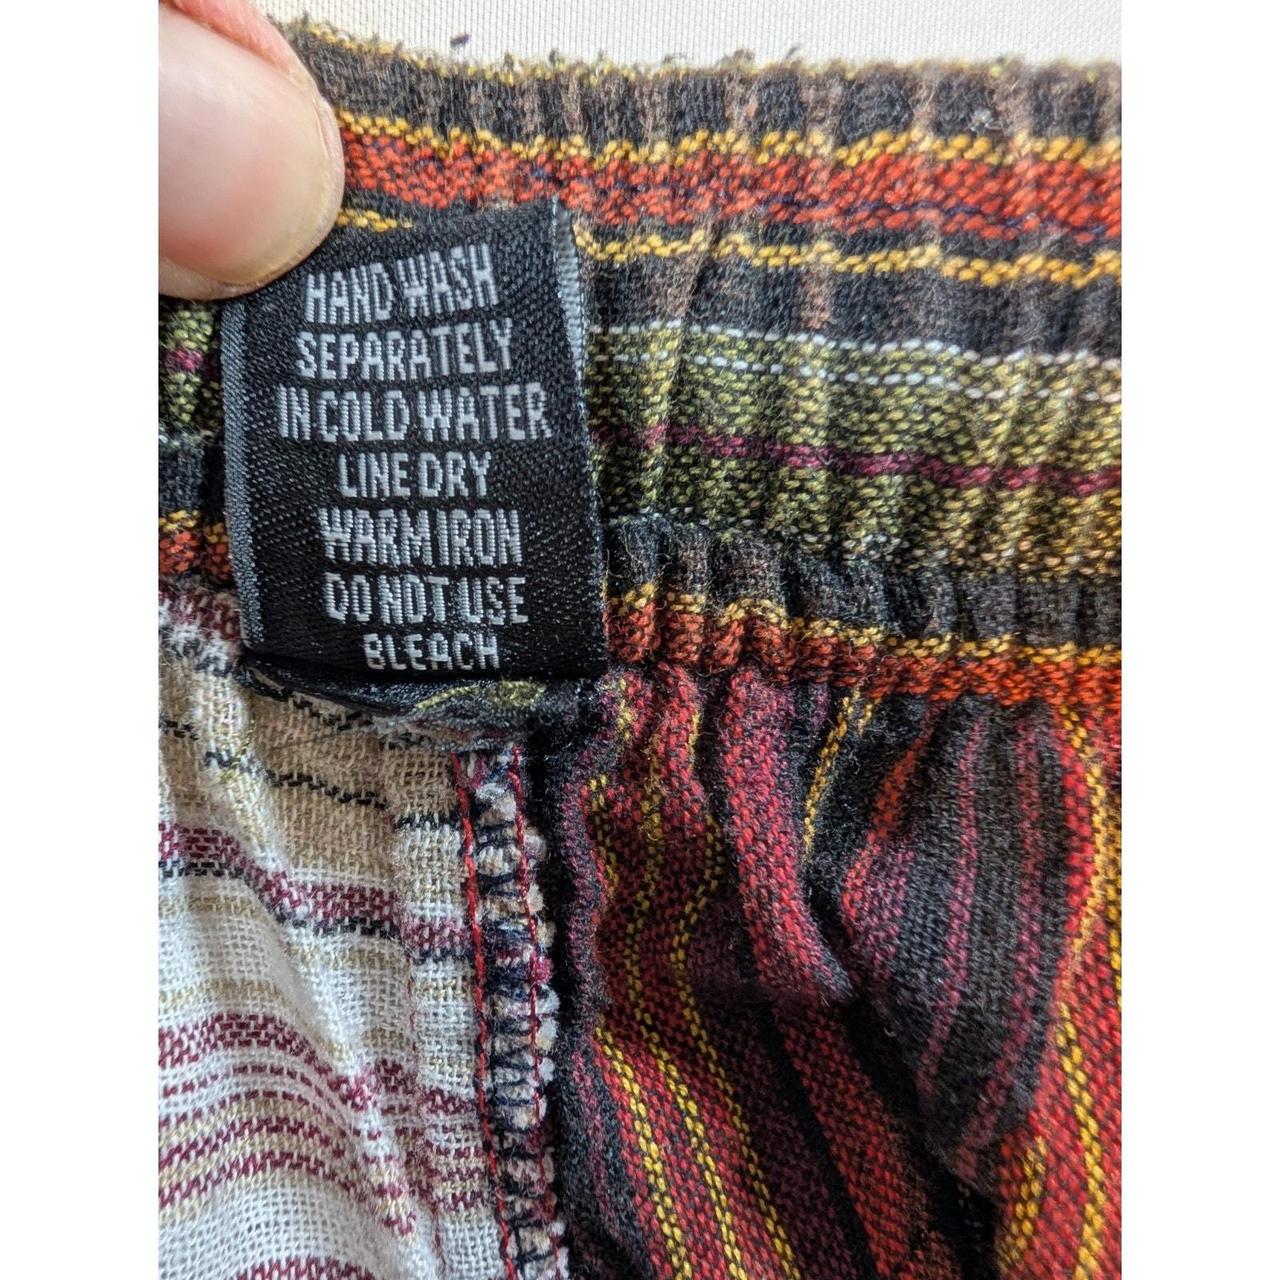 HAND WASH
SEPARATELY
IN COLD WATER
LINE DRY
WARM IRON
DO NOT USE
BLEACH